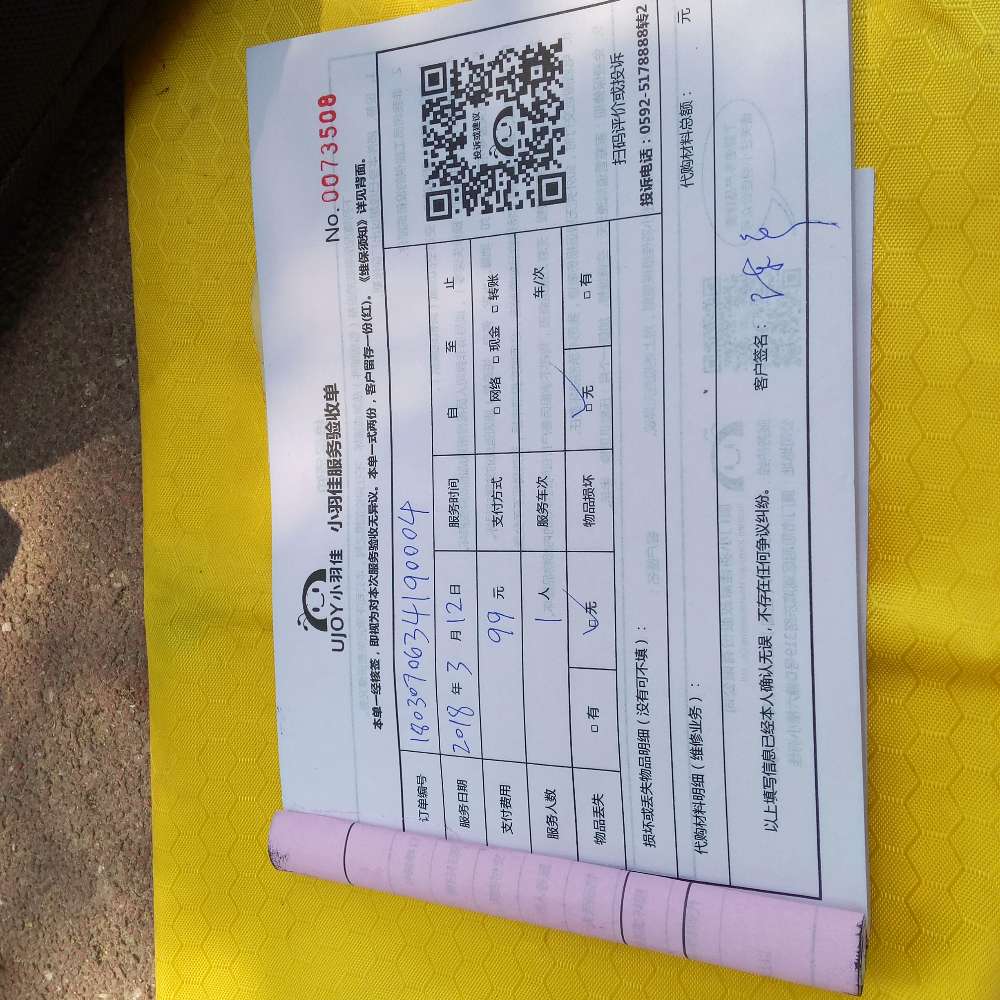 No. 0073508
UJOY小羽佳 小羽佳服务验收单
本单一经核签，即视为对本次服务验收无异议。本单一式两份，客户留存一份(红)。《维保须知》详见背面。
订单编号 180307063419 0004
服务日期 2018 年 3 月 12 日 服务时间 自 至 止
支付费用 99 元 支付方式 □ 网络 □ 现金 □ 转账
服务人数 1 人 服务车次 车/次
物品丢失 □ 有 □ 无 物品损坏 □ 无 □ 有
投诉或建议
扫码评价或投诉
投诉电话：0592-5178888转2
损坏或丢失物品明细（没有可不填）：
代购材料明细（维修业务）： 代购材料总额： 元
以上填写信息已经本人确认无误，不存在任何争议纠纷。 客户签名：